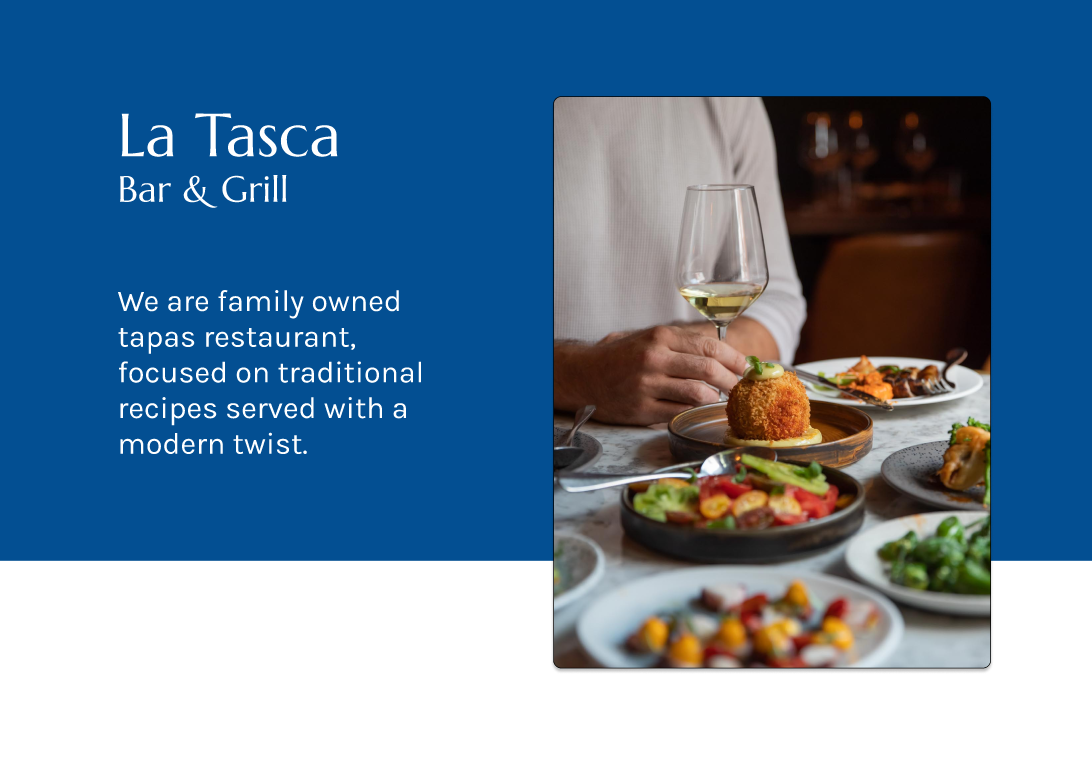 La Tasca
Bar & Grill
We are family owned
tapas restaurant,
focused on traditional
recipes served with a
modern twist.